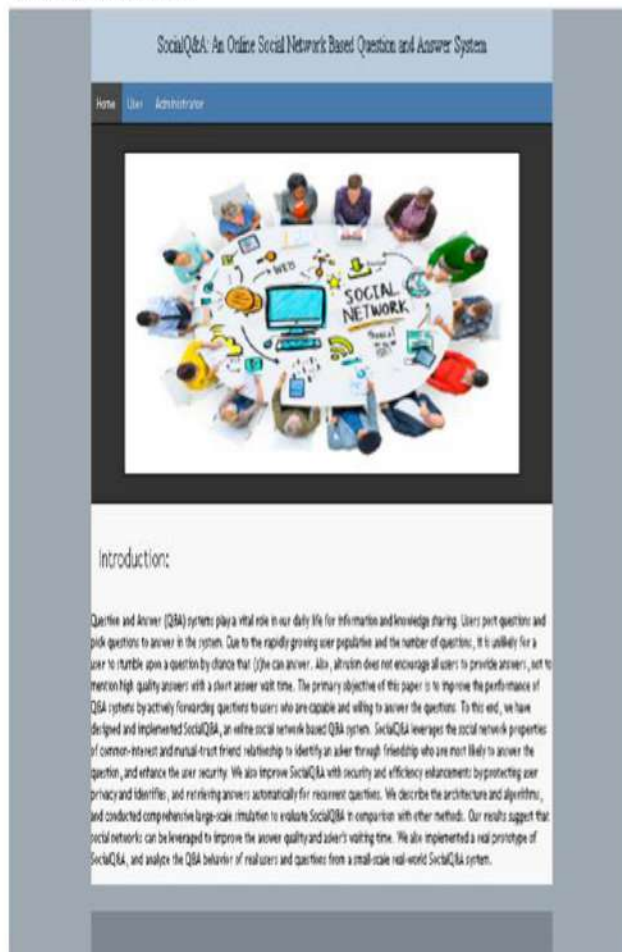 SocialQ&A: An Online Social Network Based Question and Answer System
Home User Administrator
WEB
SOCIAL
NETWORK
Introduction:
Question and Answer (Q&A) systems play a vital role in our daily life for information and knowledge sharing. Users post questions and
pick questions to answer in the system. Due to the rapidly growing user population and the number of questions, it is unlikely for a
user to stumble upon a question by chance that (s)he can answer. Also, altruism does not encourage all users to provide answers, not to
mention high quality answers with a short answer wait time. The primary objective of this paper is to improve the performance of
Q&A systems by actively forwarding questions to users who are capable and willing to answer the questions. To this end, we have
designed and implemented SocialQ&A, an online social network based Q&A system. SocialQ&A leverages the social network properties
of common-interest and mutual-trust friend relationship to identify an asker through friendship who are most likely to answer the
question, and enhance the user security. We also improve SocialQ&A with security and efficiency enhancements by protecting user
privacy and identifies, and retrieving answers automatically for recurrent questions. We describe the architecture and algorithms,
and conducted comprehensive large-scale simulation to evaluate SocialQ&A in comparison with other methods. Our results suggest that
social networks can be leveraged to improve the answer quality and asker's waiting time. We also implemented a real prototype of
SocialQ&A, and analyze the Q&A behavior of real users and questions from a small-scale real-world SocialQ&A system.